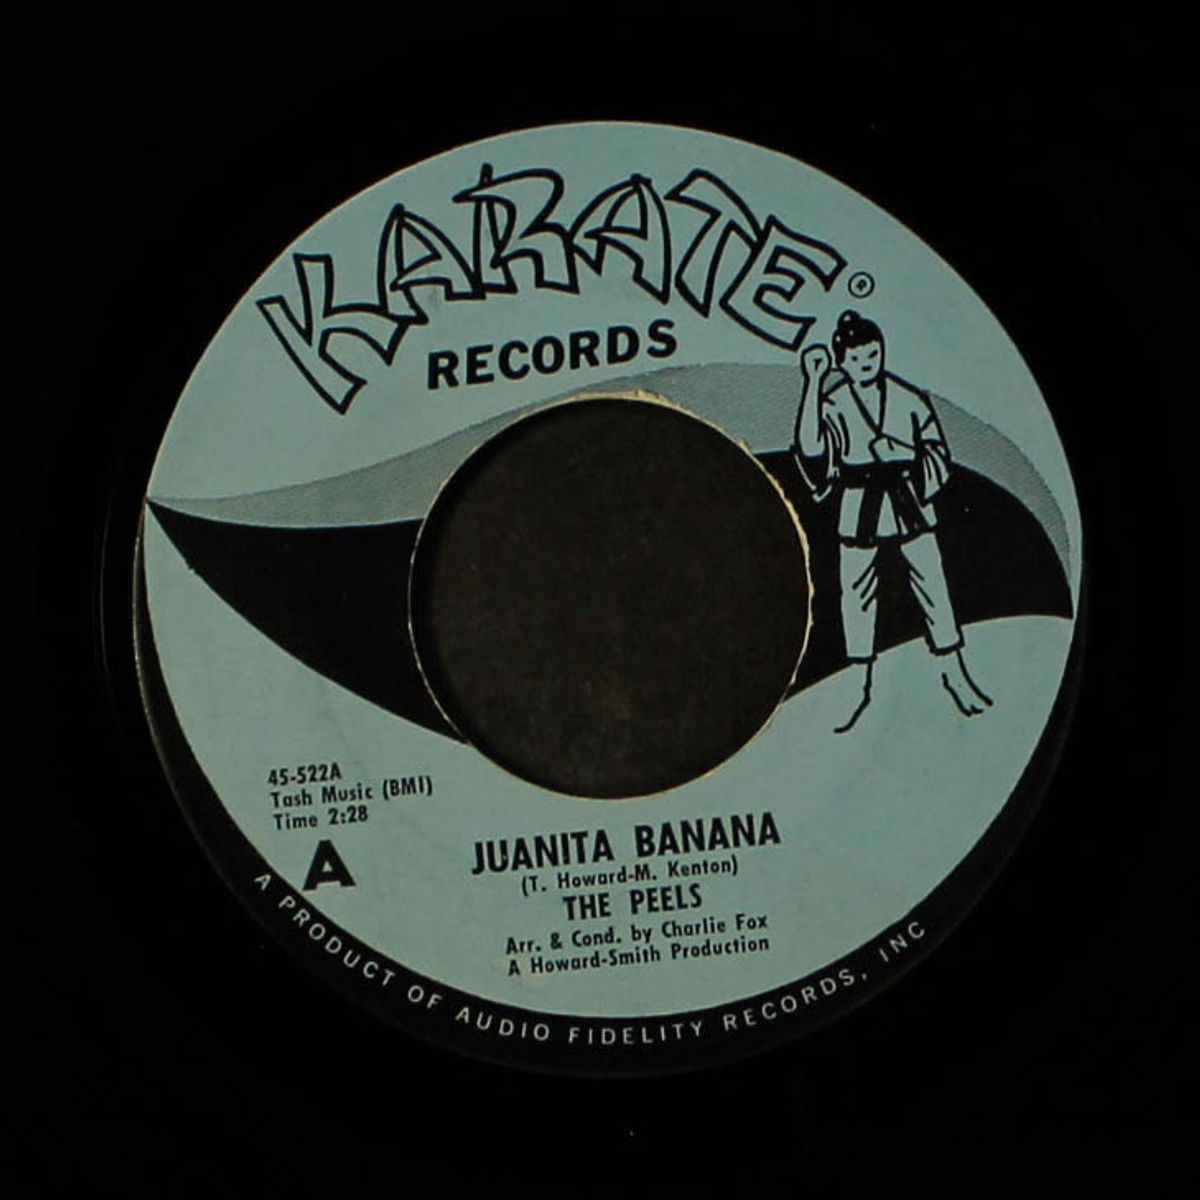 KARATE
RECORDS
45-522A
Tash Music (BMI)
Time 2:28
A
JUANITA BANANA
(T. Howard-M. Kenton)
THE PEELS
Arr. & Cond. by Charlie Fox
A Howard-Smith Production
A PRODUCT OF AUDIO FIDELITY RECORDS, INC